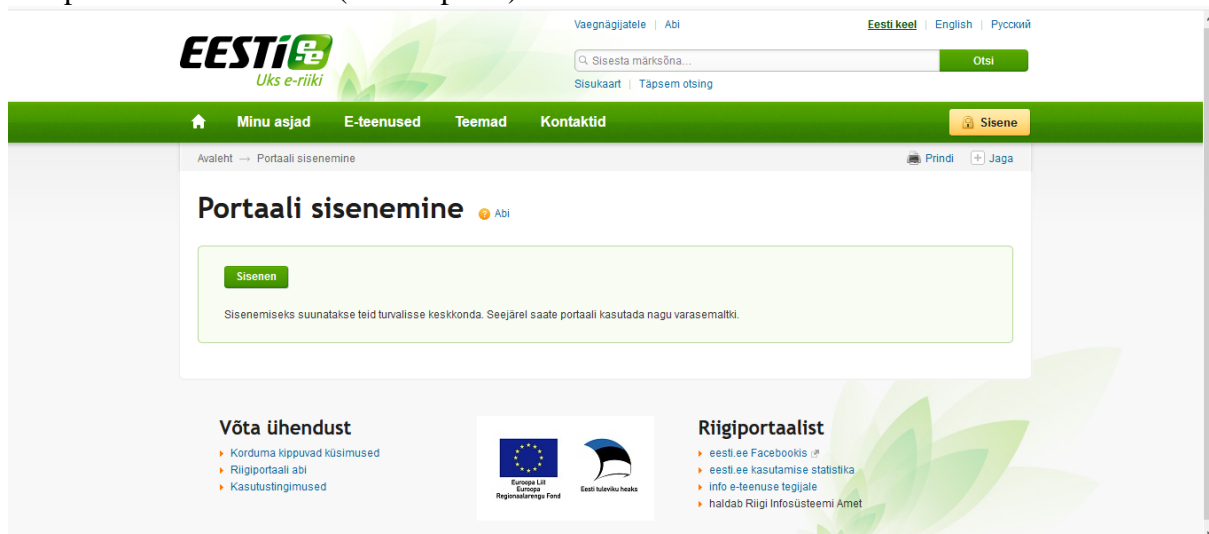 Vaegnägijatele | Abi
Eesti keel | English | Русский
EESTi.ee
Uks e-riiki
Sisesta märksõna...
Otsi
Sisukaart | Täpsem otsing
Minu asjad
E-teenused
Teemad
Kontaktid
Sisene
Avaleht → Portaali sisenemine
Prindi
Jaga
Portaali sisenemine
Abi
Sisenen
Sisenemiseks suunatakse teid turvalisse keskkonda. Seejärel saate portaali kasutada nagu varasemaltki.
Võta ühendust
Korduma kippuvad küsimused
Riigiportaali abi
Kasutustingimused
Euroopa Liit
Euroopa
Regionaalarengu Fond
Eesti tuleviku heaks
Riigiportaalist
eesti.ee Facebookis
eesti.ee kasutamise statistika
info e-teenuse tegijale
haldab Riigi Infosüsteemi Amet